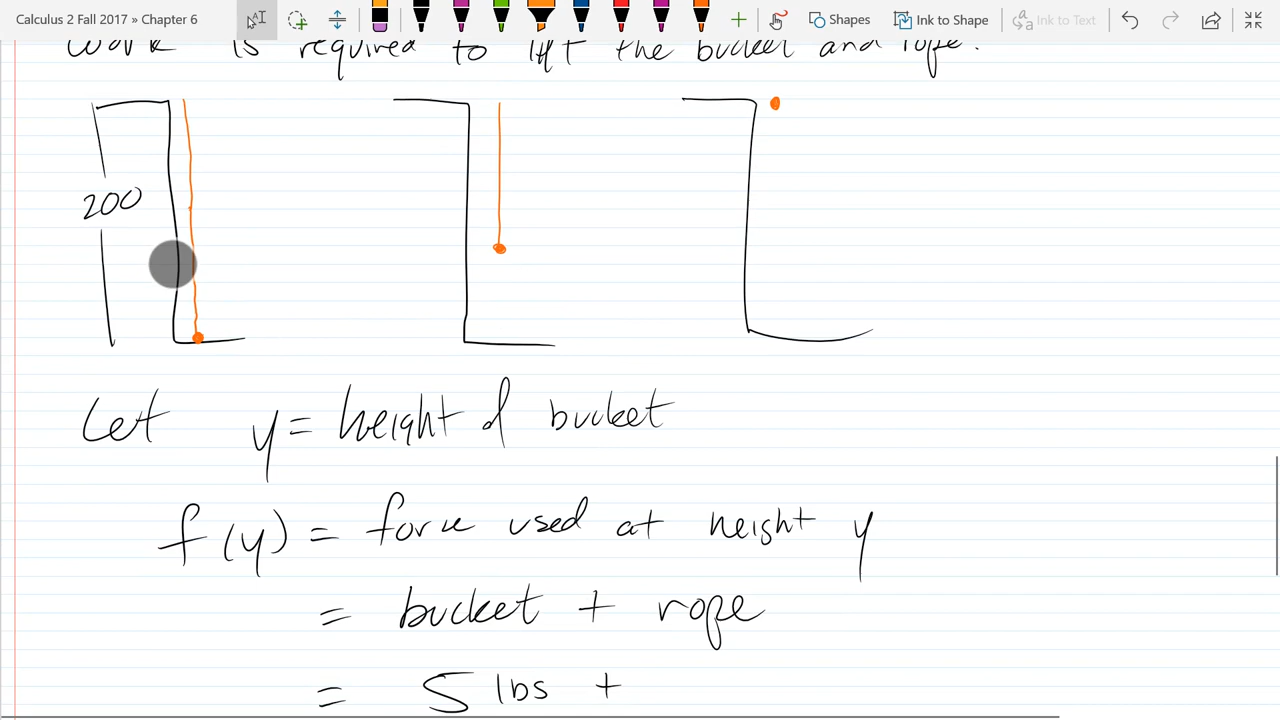 Calculus 2 Fall 2017 » Chapter 6
Shapes
Ink to Shape
Ink to Text
work is required to lift the bucket and rope.
200
Let y = height of bucket
f(y) = force used at height y
= bucket + rope
= 5 lbs +